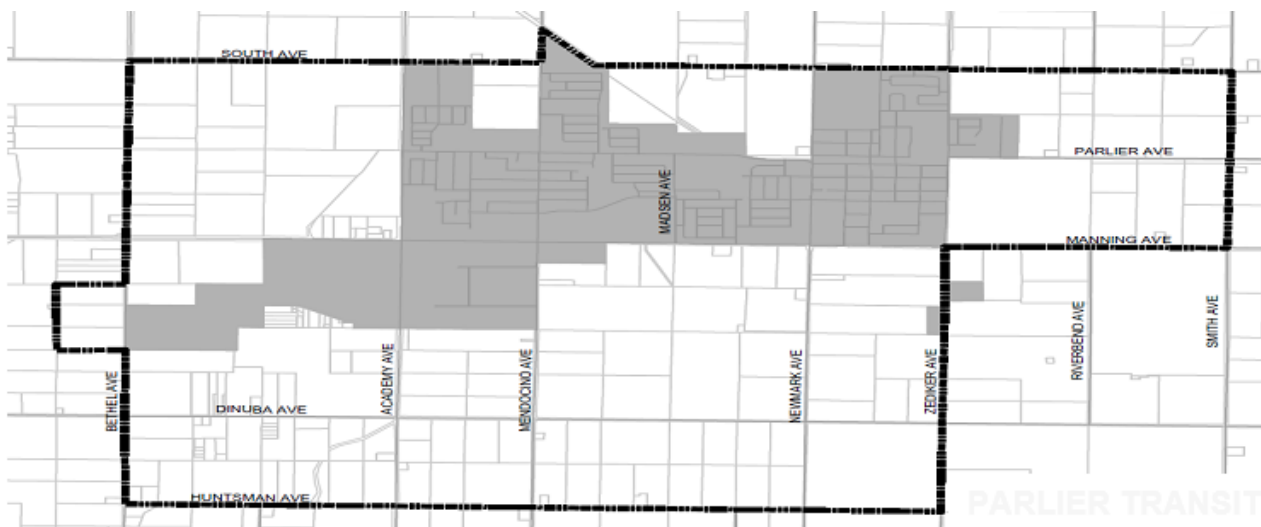 SOUTH AVE
PARLIER AVE
MADSEN AVE
MANNING AVE
BETHEL AVE
ACADEMY AVE
MENDOCINO AVE
NEWMARK AVE
ZEDIKER AVE
RIVERBEND AVE
SMITH AVE
DINUBA AVE
HUNTSMAN AVE
PARLIER TRANSIT